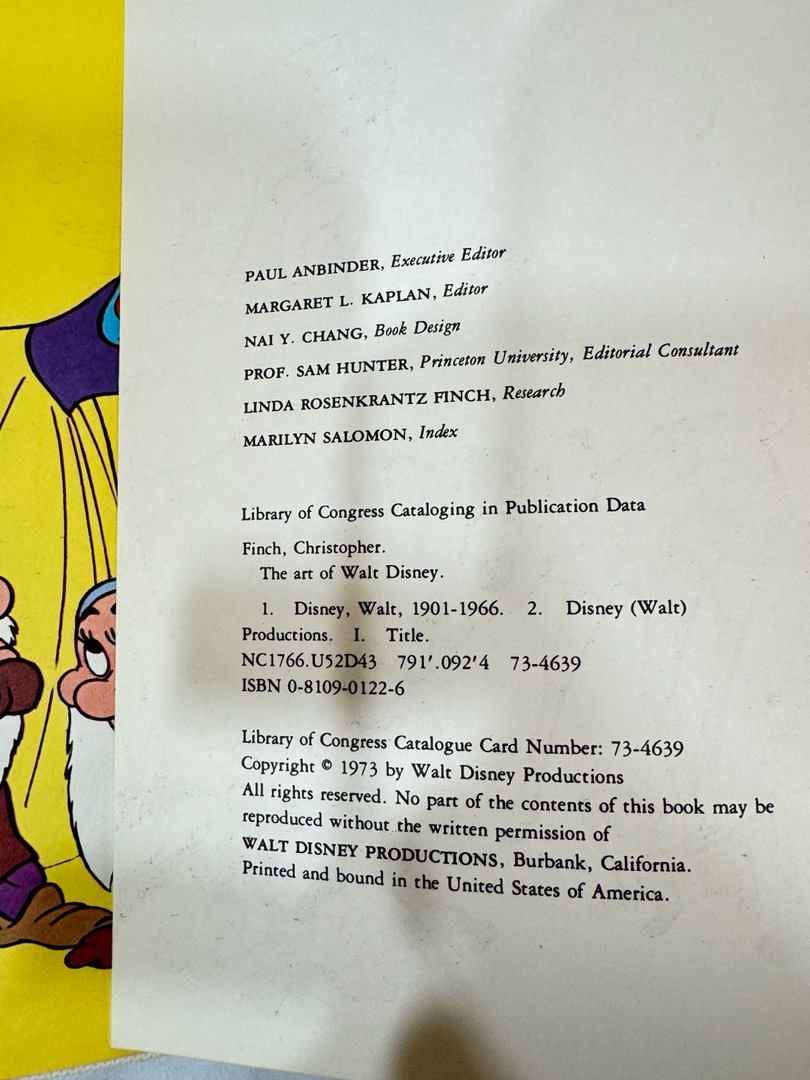 PAUL ANBINDER, Executive Editor
MARGARET L. KAPLAN, Editor
NAI Y. CHANG, Book Design
PROF. SAM HUNTER, Princeton University, Editorial Consultant
LINDA ROSENKRANTZ FINCH, Research
MARILYN SALOMON, Index
Library of Congress Cataloging in Publication Data
Finch, Christopher.
The art of Walt Disney.
1. Disney, Walt, 1901-1966. 2. Disney (Walt)
Productions. I. Title.
NC1766.U52D43 791'.092'4 73-4639
ISBN 0-8109-0122-6
Library of Congress Catalogue Card Number: 73-4639
Copyright © 1973 by Walt Disney Productions
All rights reserved. No part of the contents of this book may be
reproduced without the written permission of
WALT DISNEY PRODUCTIONS, Burbank, California.
Printed and bound in the United States of America.